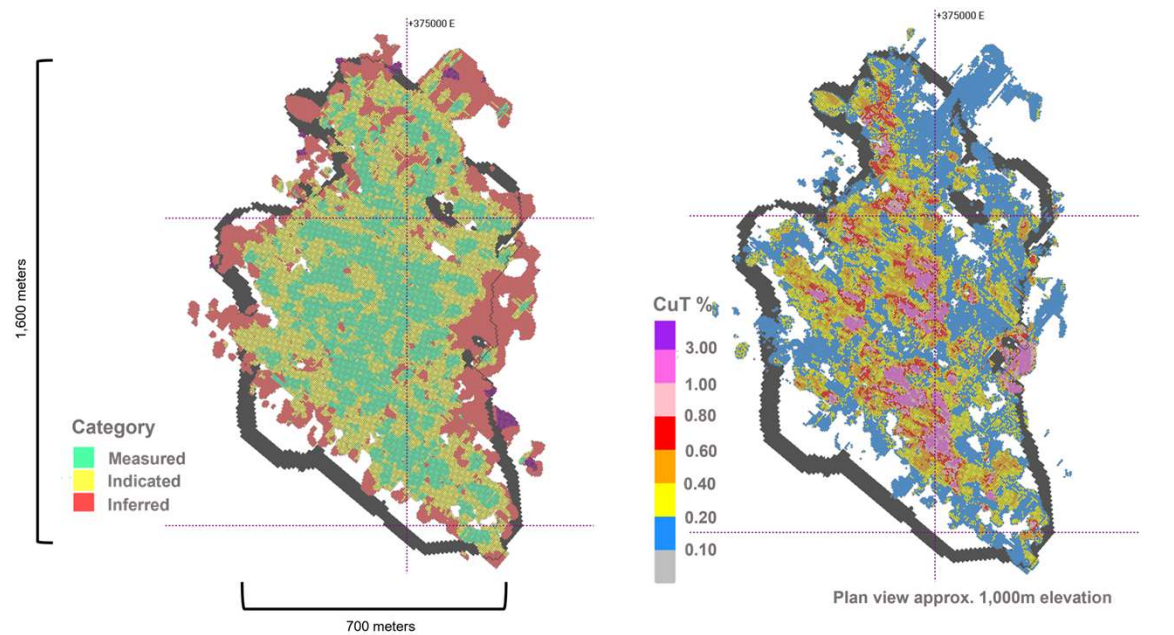 +375000 E
1,600 meters
Category
Measured
Indicated
Inferred
700 meters
+375000 E
CuT %
3.00
1.00
0.80
0.60
0.40
0.20
0.10
Plan view approx. 1,000m elevation